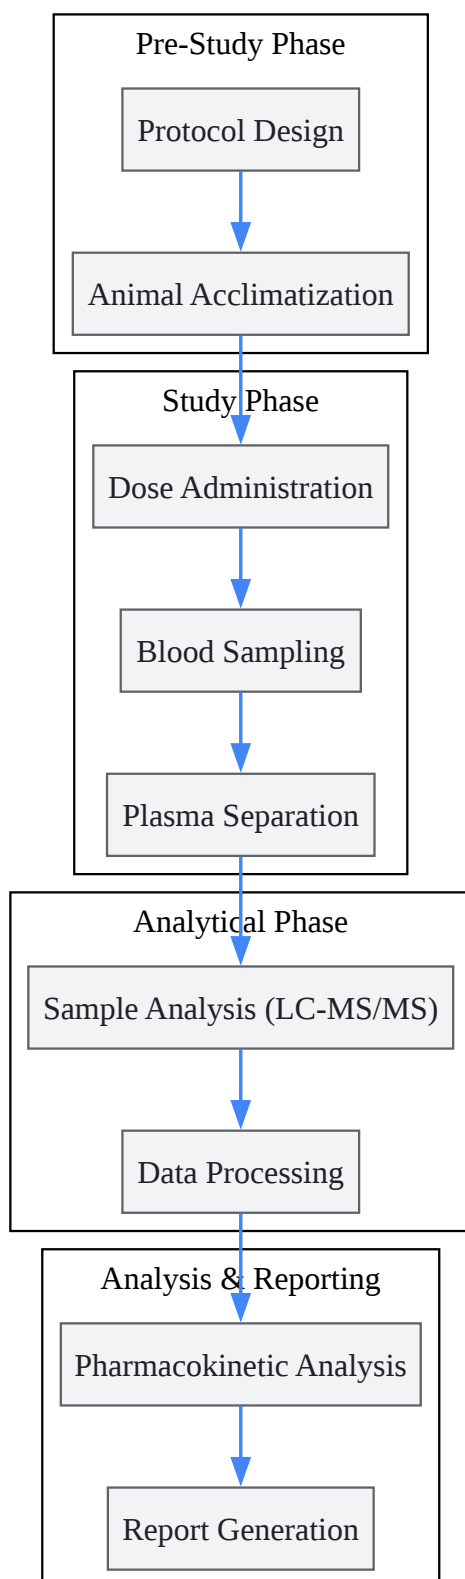 Pre-Study Phase
Protocol Design
Animal Acclimatization
Study Phase
Dose Administration
Blood Sampling
Plasma Separation
Analytical Phase
Sample Analysis (LC-MS/MS)
Data Processing
Analysis & Reporting
Pharmacokinetic Analysis
Report Generation